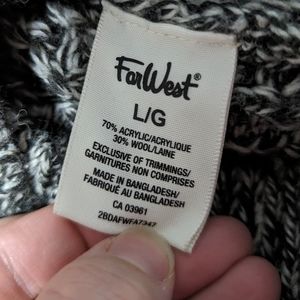 FarWest®
L/G
70% ACRYLIC/ACRYLIQUE
30% WOOL/LAINE
EXCLUSIVE OF TRIMMINGS/
GARNITURES NON COMPRISES
MADE IN BANGLADESH/
FABRIQUÉ AU BANGLADESH
CA 03961
2BDAFWFA7347